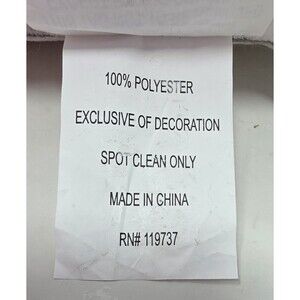 100% POLYESTER
EXCLUSIVE OF DECORATION
SPOT CLEAN ONLY
MADE IN CHINA
RN# 119737